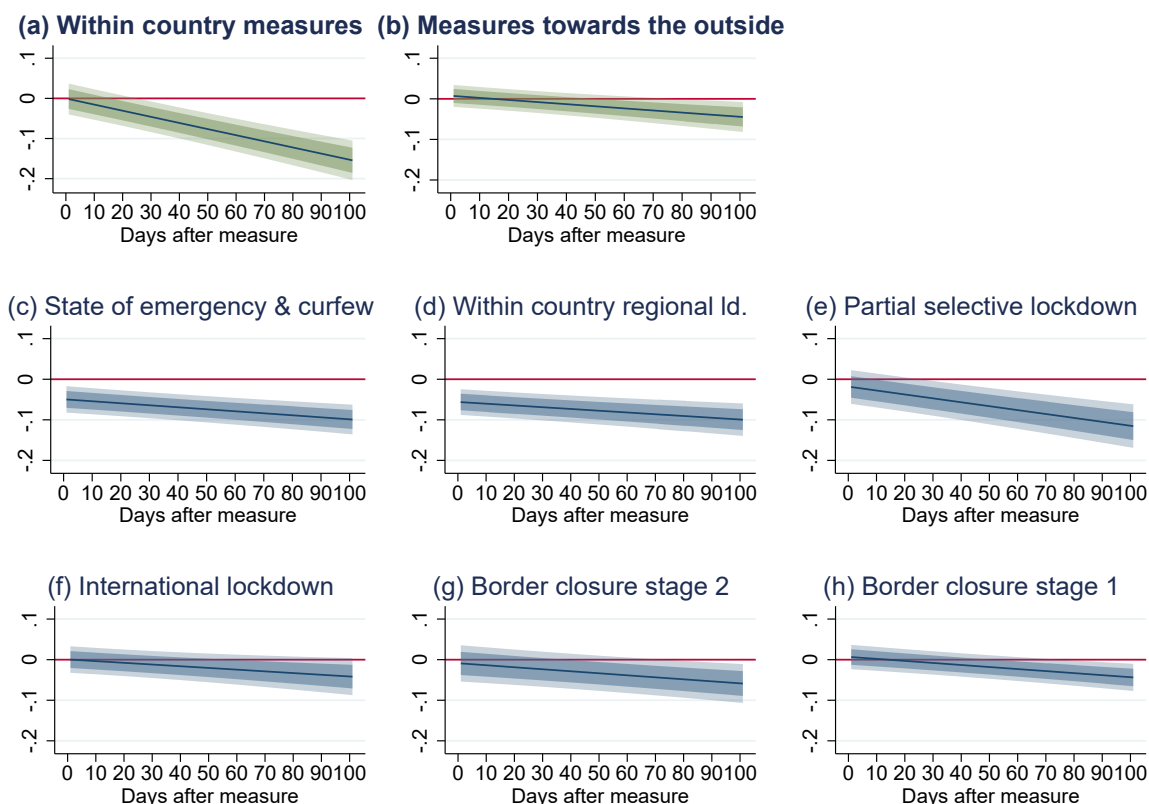 (a) Within country measures (b) Measures towards the outside
.1 .1
0 0
-.1 -.1
-.2 -.2
0 10 20 30 40 50 60 70 80 90100 0 10 20 30 40 50 60 70 80 90100
Days after measure Days after measure
(c) State of emergency & curfew (d) Within country regional ld. (e) Partial selective lockdown
.1 .1 .1
0 0 0
-.1 -.1 -.1
-.2 -.2 -.2
0 10 20 30 40 50 60 70 80 90100 0 10 20 30 40 50 60 70 80 90100 0 10 20 30 40 50 60 70 80 90100
Days after measure Days after measure Days after measure
(f) International lockdown (g) Border closure stage 2 (h) Border closure stage 1
.1 .1 .1
0 0 0
-.1 -.1 -.1
-.2 -.2 -.2
0 10 20 30 40 50 60 70 80 90100 0 10 20 30 40 50 60 70 80 90100 0 10 20 30 40 50 60 70 80 90100
Days after measure Days after measure Days after measure